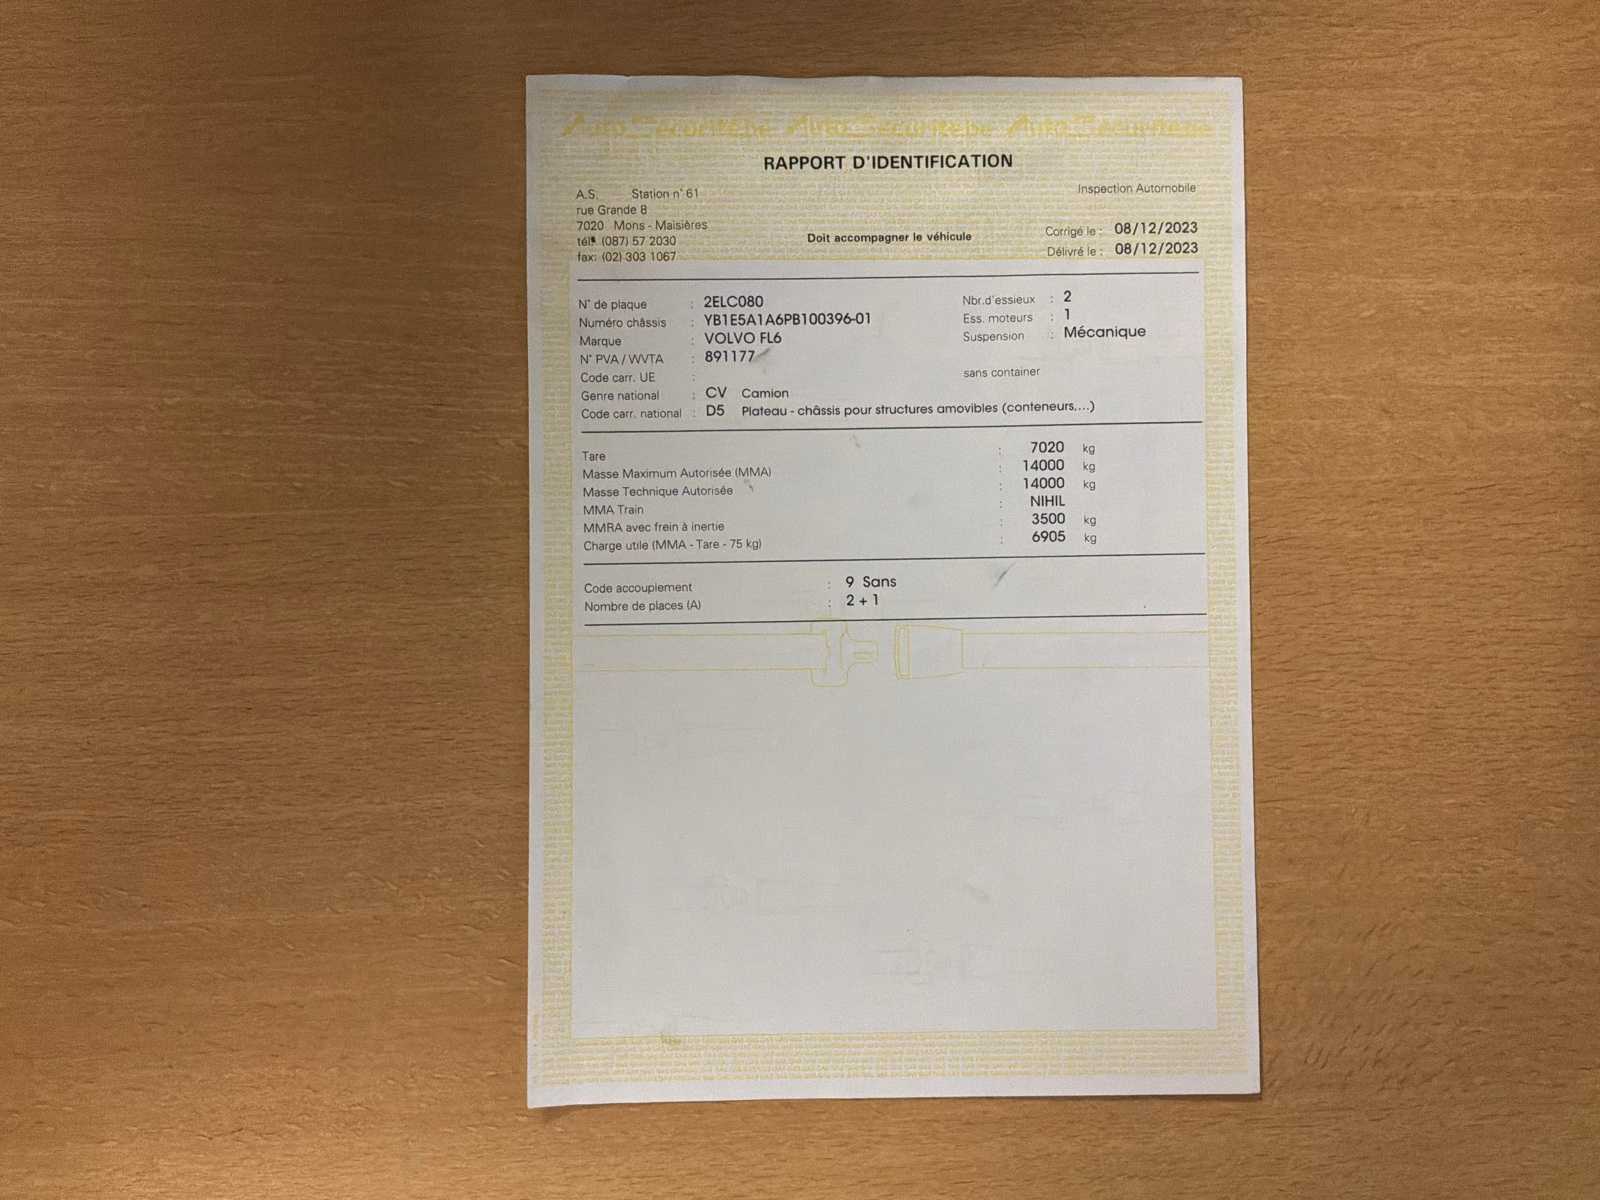 AutoSécurité.be AutoSécurité.be AutoSécurité.be
RAPPORT D'IDENTIFICATION
A.S. Station n° 61
rue Grande 8
7020 Mons - Maisières
tél: (087) 57 2030
fax: (02) 303 1067
Doit accompagner le véhicule
Inspection Automobile
Corrigé le : 08/12/2023
Délivré le : 08/12/2023
N° de plaque : 2ELC080
Numéro châssis : YB1E5A1A6PB100396-01
Marque : VOLVO FL6
N° PVA / WVTA : 891177
Code carr. UE :
Genre national : CV Camion
Code carr. national : D5 Plateau - châssis pour structures amovibles (conteneurs,...)
Nbr.d'essieux : 2
Ess. moteurs : 1
Suspension : Mécanique
sans container
Tare : 7020 kg
Masse Maximum Autorisée (MMA) : 14000 kg
Masse Technique Autorisée : 14000 kg
MMA Train : NIHIL
MMRA avec frein à inertie : 3500 kg
Charge utile (MMA - Tare - 75 kg) : 6905 kg
Code accouplement : 9 Sans
Nombre de places (A) : 2 + 1